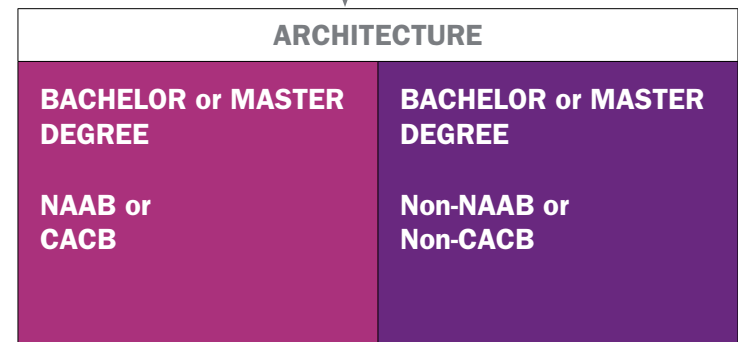 ARCHITECTURE
BACHELOR or MASTER
DEGREE
NAAB or
CACB
BACHELOR or MASTER
DEGREE
Non-NAAB or
Non-CACB